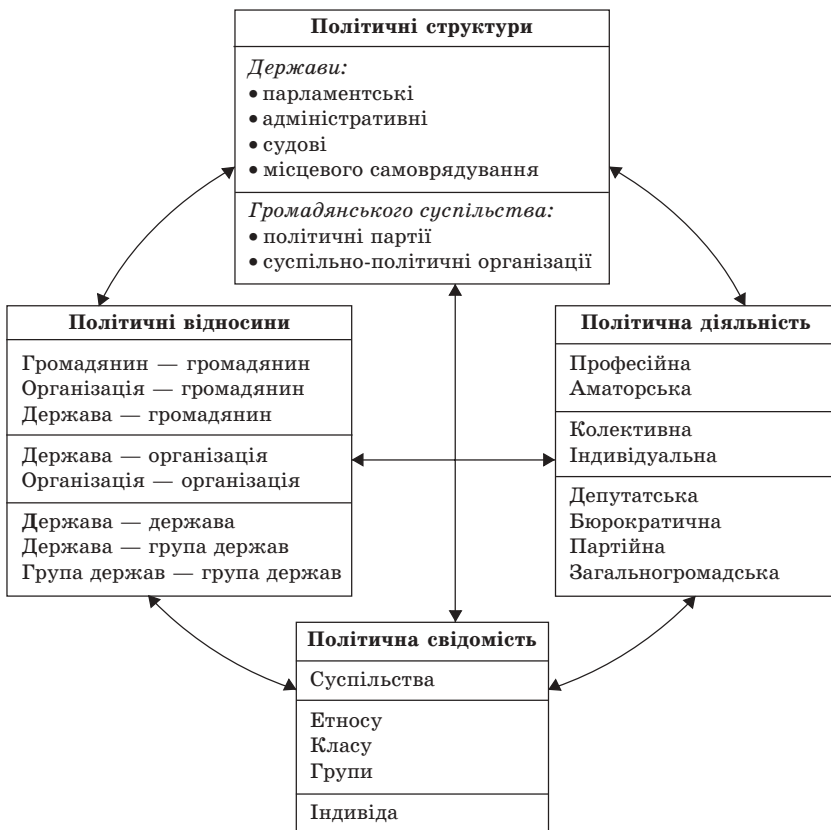 Політичні структури
Держави:
• парламентські
• адміністративні
• судові
• місцевого самоврядування
Громадянського суспільства:
• політичні партії
• суспільно-політичні організації
Політичні відносини
Громадянин — громадянин
Організація — громадянин
Держава — громадянин
Держава — організація
Організація — організація
Держава — держава
Держава — група держав
Група держав — група держав
Політична діяльність
Професійна
Аматорська
Колективна
Індивідуальна
Депутатська
Бюрократична
Партійна
Загальногромадська
Політична свідомість
Суспільства
Етносу
Класу
Групи
Індивіда